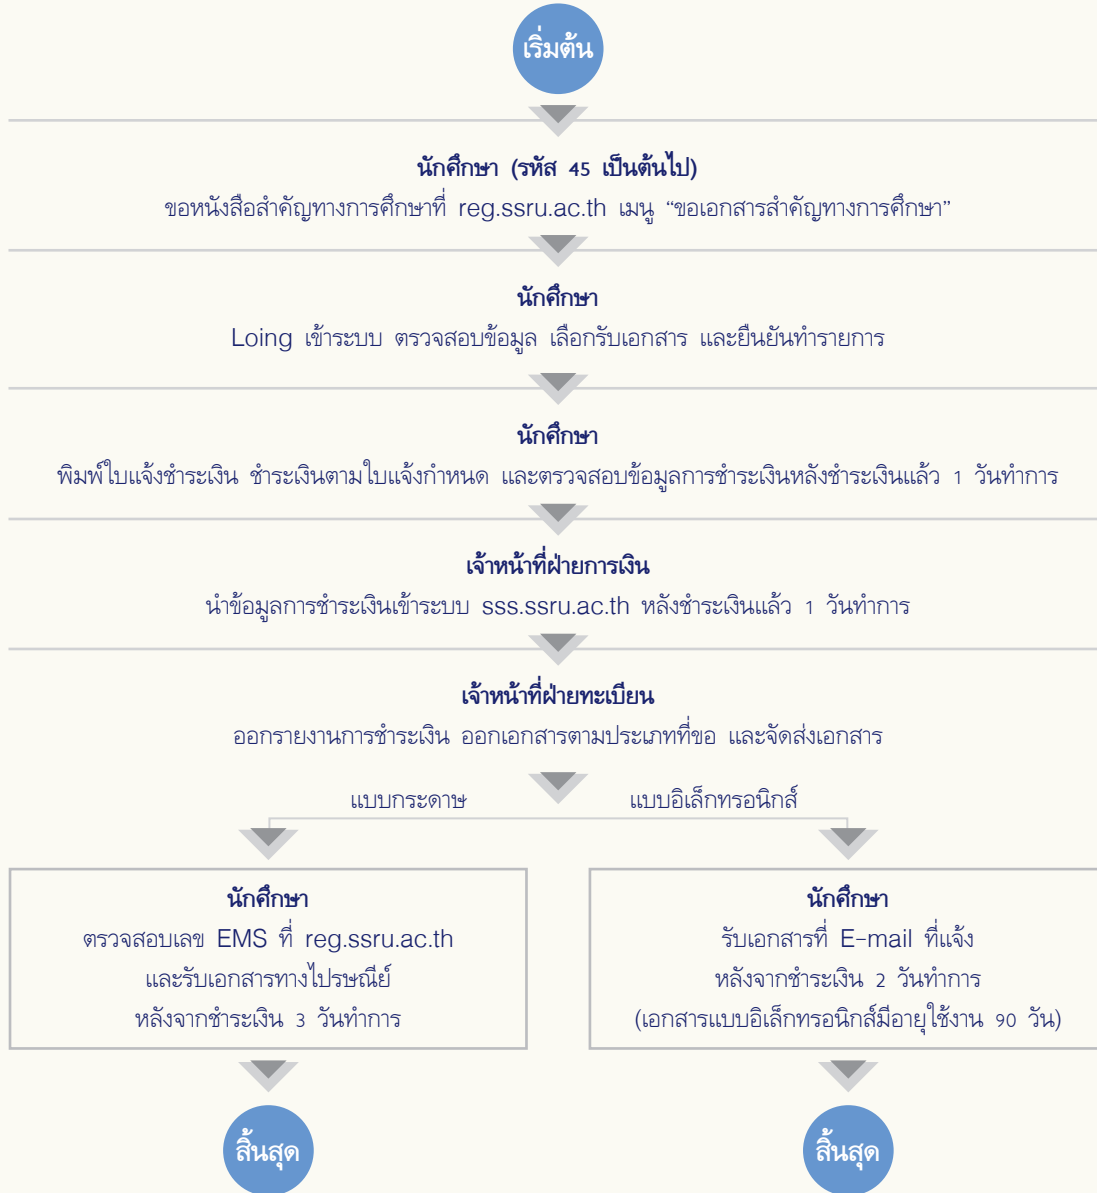 เริ่มต้น
นักศึกษา (รหัส 45 เป็นต้นไป)
ขอหนังสือสำคัญทางการศึกษาที่ reg.ssru.ac.th เมนู “ขอเอกสารสำคัญทางการศึกษา”
นักศึกษา
Loing เข้าระบบ ตรวจสอบข้อมูล เลือกรับเอกสาร และยืนยันทำรายการ
นักศึกษา
พิมพ์ใบแจ้งชำระเงิน ชำระเงินตามใบแจ้งกำหนด และตรวจสอบข้อมูลการชำระเงินหลังชำระเงินแล้ว 1 วันทำการ
เจ้าหน้าที่ฝ่ายการเงิน
นำข้อมูลการชำระเงินเข้าระบบ sss.ssru.ac.th หลังชำระเงินแล้ว 1 วันทำการ
เจ้าหน้าที่ฝ่ายทะเบียน
ออกรายงานการชำระเงิน ออกเอกสารตามประเภทที่ขอ และจัดส่งเอกสาร
แบบกระดาษ
แบบอิเล็กทรอนิกส์
นักศึกษา
ตรวจสอบเลข EMS ที่ reg.ssru.ac.th
และรับเอกสารทางไปรษณีย์
หลังจากชำระเงิน 3 วันทำการ
นักศึกษา
รับเอกสารที่ E-mail ที่แจ้ง
หลังจากชำระเงิน 2 วันทำการ
(เอกสารแบบอิเล็กทรอนิกส์มีอายุใช้งาน 90 วัน)
สิ้นสุด
สิ้นสุด